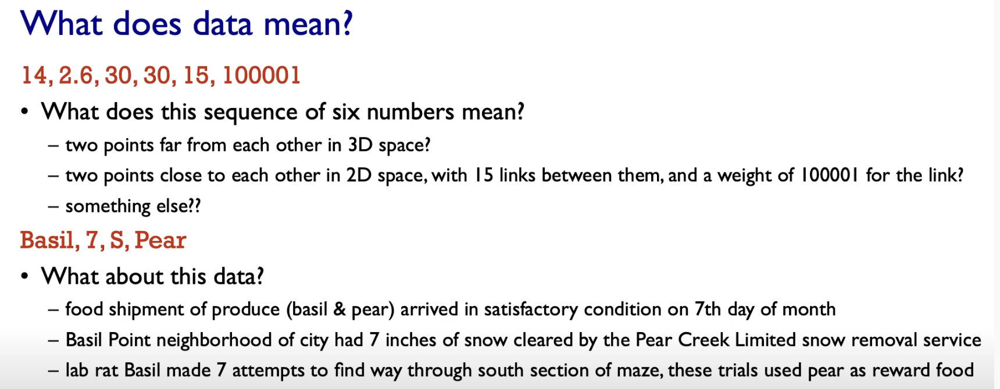 What does data mean?
14, 2.6, 30, 30, 15, 100001
• What does this sequence of six numbers mean?
– two points far from each other in 3D space?
– two points close to each other in 2D space, with 15 links between them, and a weight of 100001 for the link?
– something else??
Basil, 7, S, Pear
• What about this data?
– food shipment of produce (basil & pear) arrived in satisfactory condition on 7th day of month
– Basil Point neighborhood of city had 7 inches of snow cleared by the Pear Creek Limited snow removal service
– lab rat Basil made 7 attempts to find way through south section of maze, these trials used pear as reward food